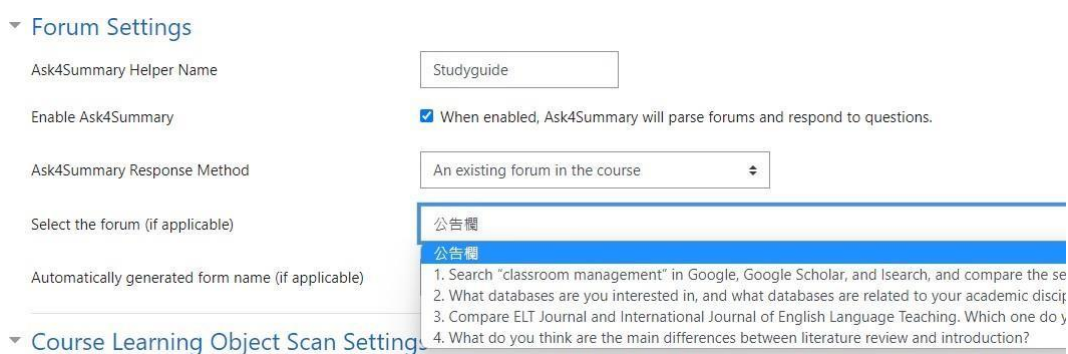 Forum Settings
Ask4Summary Helper Name
Studyguide
Enable Ask4Summary
When enabled, Ask4Summary will parse forums and respond to questions.
Ask4Summary Response Method
An existing forum in the course
Select the forum (if applicable)
公告欄
公告欄
1. Search “classroom management” in Google, Google Scholar, and Isearch, and compare the se
Automatically generated form name (if applicable)
2. What databases are you interested in, and what databases are related to your academic discip
3. Compare ELT Journal and International Journal of English Language Teaching. Which one do y
4. What do you think are the main differences between literature review and introduction?
Course Learning Object Scan Settings